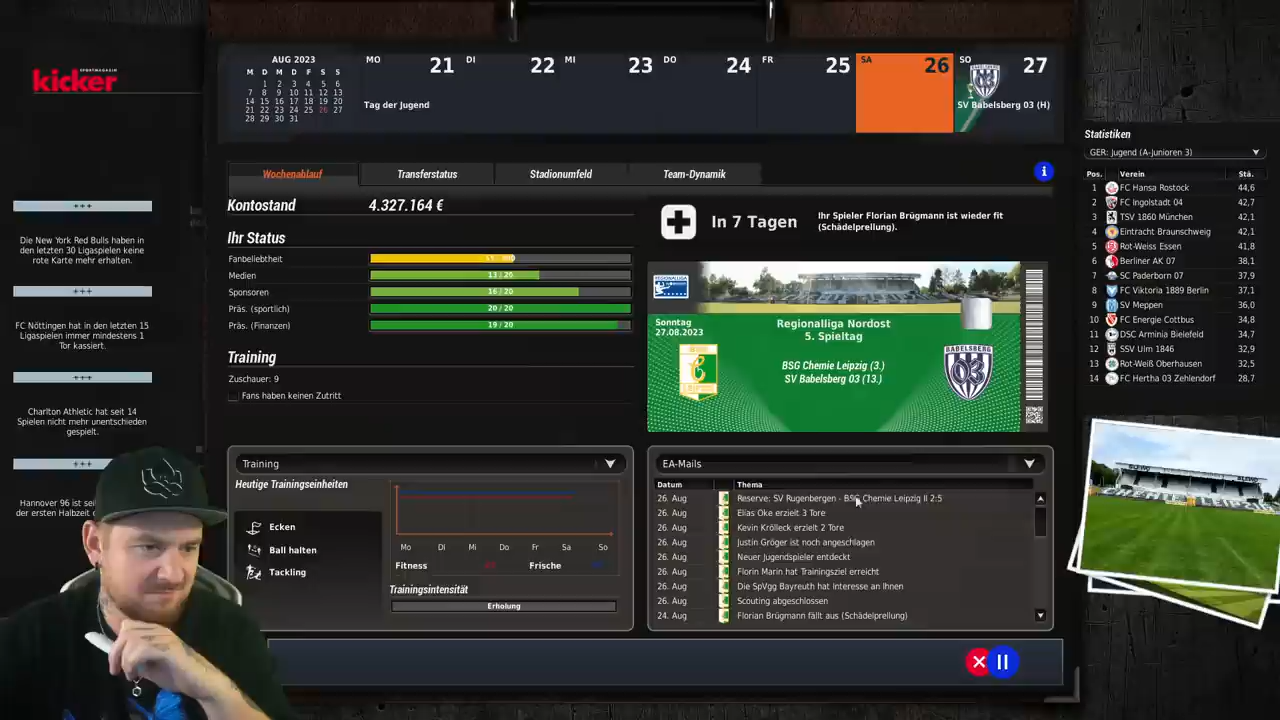 SPORTMAGAZIN
kicker
+++
Die New York Red Bulls haben in
den letzten 30 Ligaspielen keine
rote Karte mehr erhalten.
+++
FC Nöttingen hat in den letzten 15
Ligaspielen immer mindestens 1
Tor kassiert.
+++
Charlton Athletic hat seit 14
Spielen nicht mehr unentschieden
gespielt.
+++
Hannover 96 ist sei
der ersten Halbzeit
AUG 2023
M D M D F S S
1 2 3 4 5 6
7 8 9 10 11 12 13
14 15 16 17 18 19 20
21 22 23 24 25 26 27
28 29 30 31
MO 21
Tag der Jugend
DI 22
MI 23
DO 24
FR 25
SA 26
SO 27
SV Babelsberg 03 (H)
Wochenablauf
Transferstatus
Stadionumfeld
Team-Dynamik
i
Kontostand 4.327.164 €
Ihr Status
Fanbeliebtheit
Medien 13 / 20
Sponsoren 16 / 20
Präs. (sportlich) 20 / 20
Präs. (Finanzen) 19 / 20
Training
Zuschauer: 9
Fans haben keinen Zutritt
In 7 Tagen
Ihr Spieler Florian Brügmann ist wieder fit
(Schädelprellung).
REGIONALLIGA
Sonntag
27.08.2023
Regionalliga Nordost
5. Spieltag
BSG Chemie Leipzig (3.)
SV Babelsberg 03 (13.)
BABELSBERG
03
Training
Heutige Trainingseinheiten
Ecken
Ball halten
Tackling
Mo DI Mi Do Fr Sa So
Fitness
Frische
Trainingsintensität
Erholung
EA-Mails
Datum Thema
26. Aug Reserve: SV Rugenbergen - BSG Chemie Leipzig II 2:5
26. Aug Elias Oke erzielt 3 Tore
26. Aug Kevin Krölleck erzielt 2 Tore
26. Aug Justin Gröger ist noch angeschlagen
26. Aug Neuer Jugendspieler entdeckt
26. Aug Florin Marin hat Trainingsziel erreicht
26. Aug Die SpVgg Bayreuth hat Interesse an Ihnen
26. Aug Scouting abgeschlossen
24. Aug Florian Brügmann fällt aus (Schädelprellung)
Statistiken
GER: Jugend (A-Junioren 3)
Pos. Verein Stä.
1 FC Hansa Rostock 44,6
2 FC Ingolstadt 04 42,7
3 TSV 1860 München 42,1
4 Eintracht Braunschweig 42,1
5 Rot-Weiss Essen 41,8
6 Berliner AK 07 38,1
7 SC Paderborn 07 37,9
8 FC Viktoria 1889 Berlin 37,1
9 SV Meppen 36,0
10 FC Energie Cottbus 34,8
11 DSC Arminia Bielefeld 34,7
12 SSV Ulm 1846 32,9
13 Rot-Weiß Oberhausen 32,5
14 FC Hertha 03 Zehlendorf 28,7